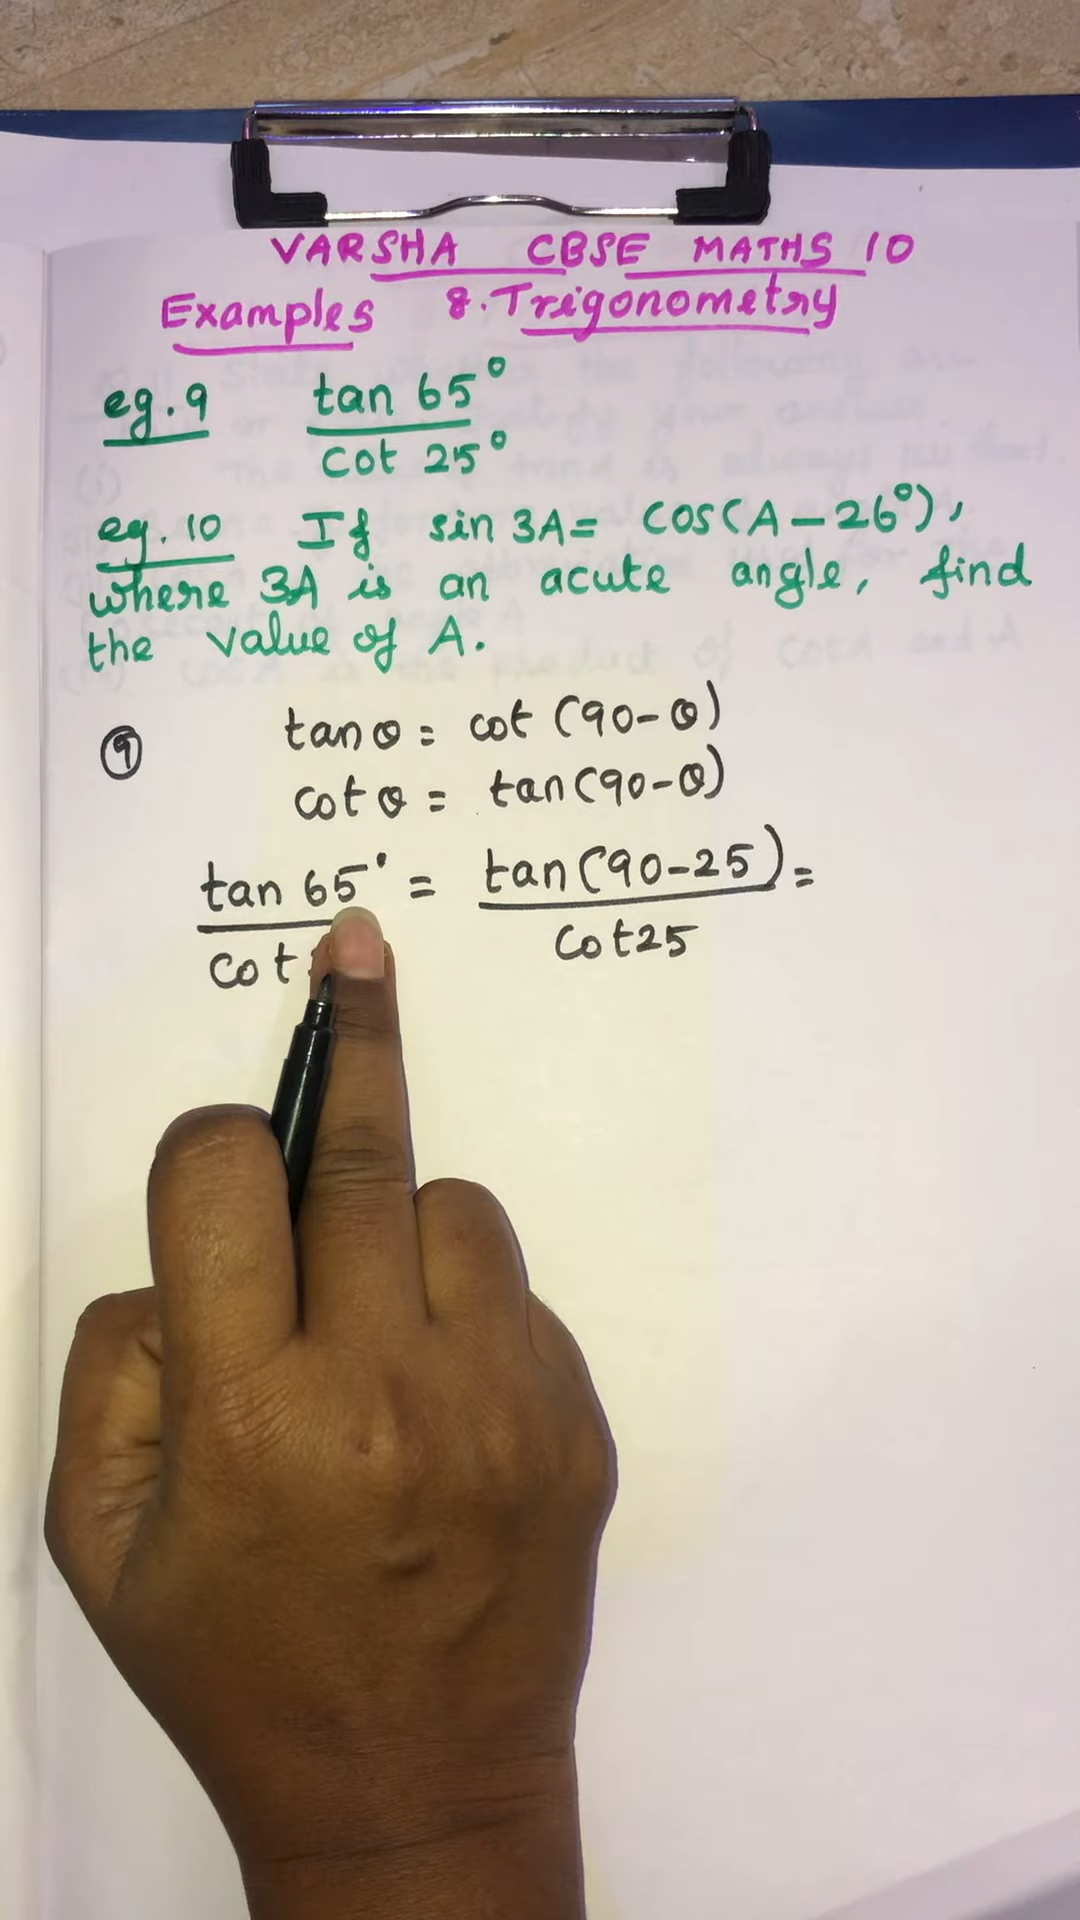 VARSHA CBSE MATHS 10
Examples 8. Trigonometry
eg. 9 tan 65°
cot 25°
eg. 10 If sin 3A = cos(A - 26°),
where 3A is an acute angle, find
the value of A.
9 tan θ = cot (90 - θ)
cot θ = tan (90 - θ)
tan 65° = tan (90 - 25) =
cot cot 25